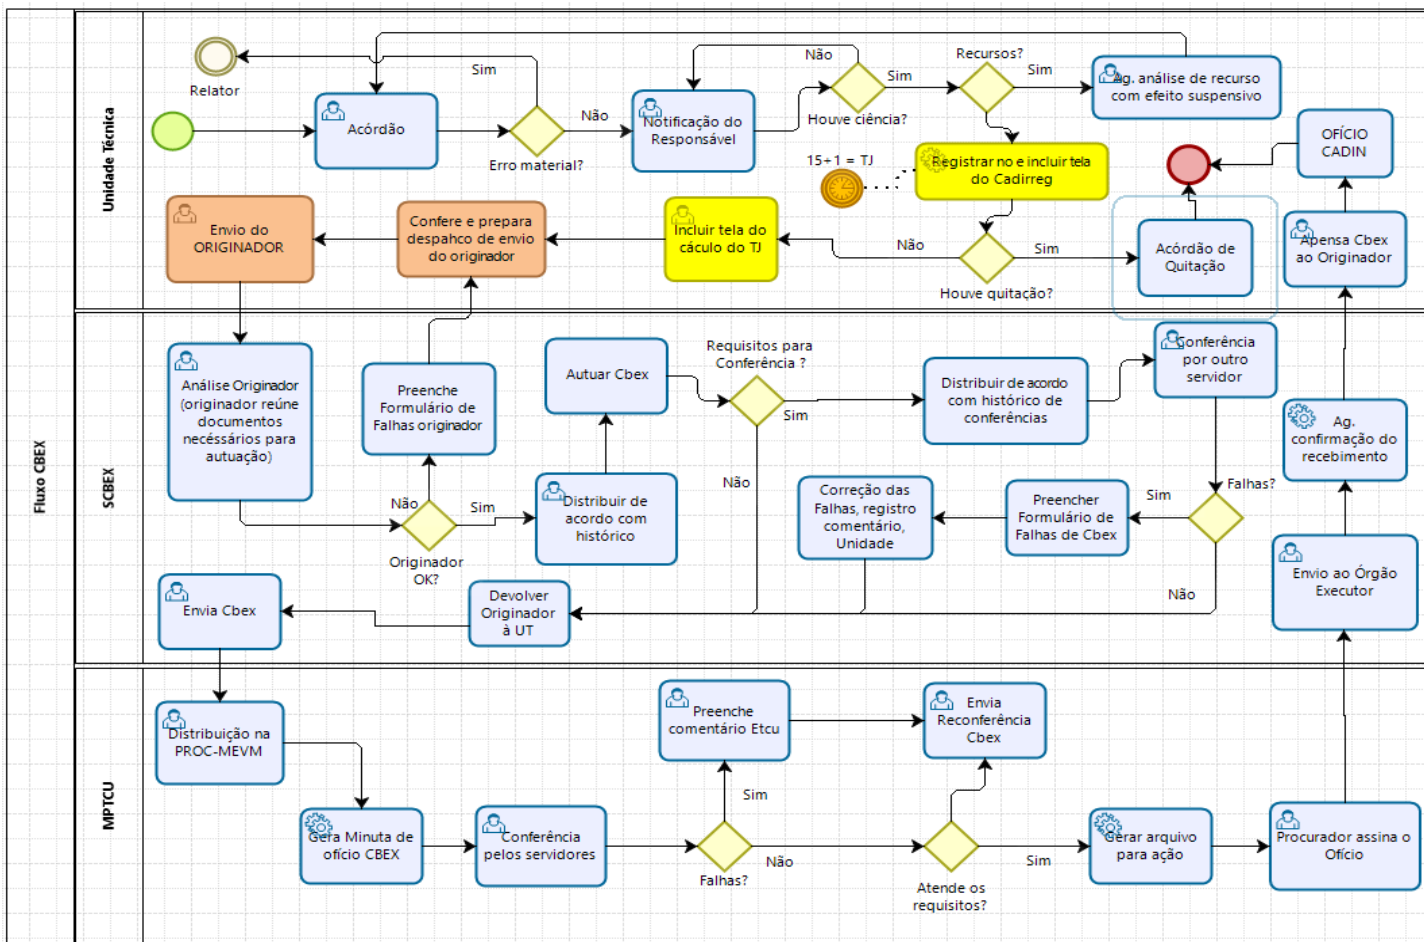 Fluxo CBEX
Unidade Técnica
Relator
Sim
Acórdão
Erro material?
Não
Notificação do
Responsável
Não
Houve ciência?
Sim
Recursos?
Sim
Ag. análise de recurso
com efeito suspensivo
15+1 = TJ
Registrar no e incluir tela
do Cadirreg
OFÍCIO
CADIN
Envio do
ORIGINADOR
Confere e prepara
despahco de envio
do originador
Incluir tela do
cáculo do TJ
Não
Houve quitação?
Sim
Acórdão de
Quitação
Apensa Cbex
ao Originador
SCBEX
Análise Originador
(originador reúne
documentos
necéssários para
autuação)
Preenche
Formulário de
Falhas originador
Não
Originador
OK?
Sim
Distribuir de
acordo com
histórico
Autuar Cbex
Requisitos para
Conferência ?
Sim
Não
Distribuir de acordo
com histórico de
conferências
Conferência
por outro
servidor
Falhas?
Sim
Preencher
Formulário de
Falhas de Cbex
Correção das
Falhas, registro
comentário,
Unidade
Não
Ag.
confirmação do
recebimento
Envio ao Órgão
Executor
Devolver
Originador
à UT
Envia Cbex
MPTCU
Distribuição na
PROC-MEVM
Gera Minuta de
ofício CBEX
Conferência
pelos servidores
Falhas?
Sim
Preenche
comentário Etcu
Envia
Reconferência
Cbex
Não
Atende os
requisitos?
Sim
Gerar arquivo
para ação
Procurador assina o
Ofício